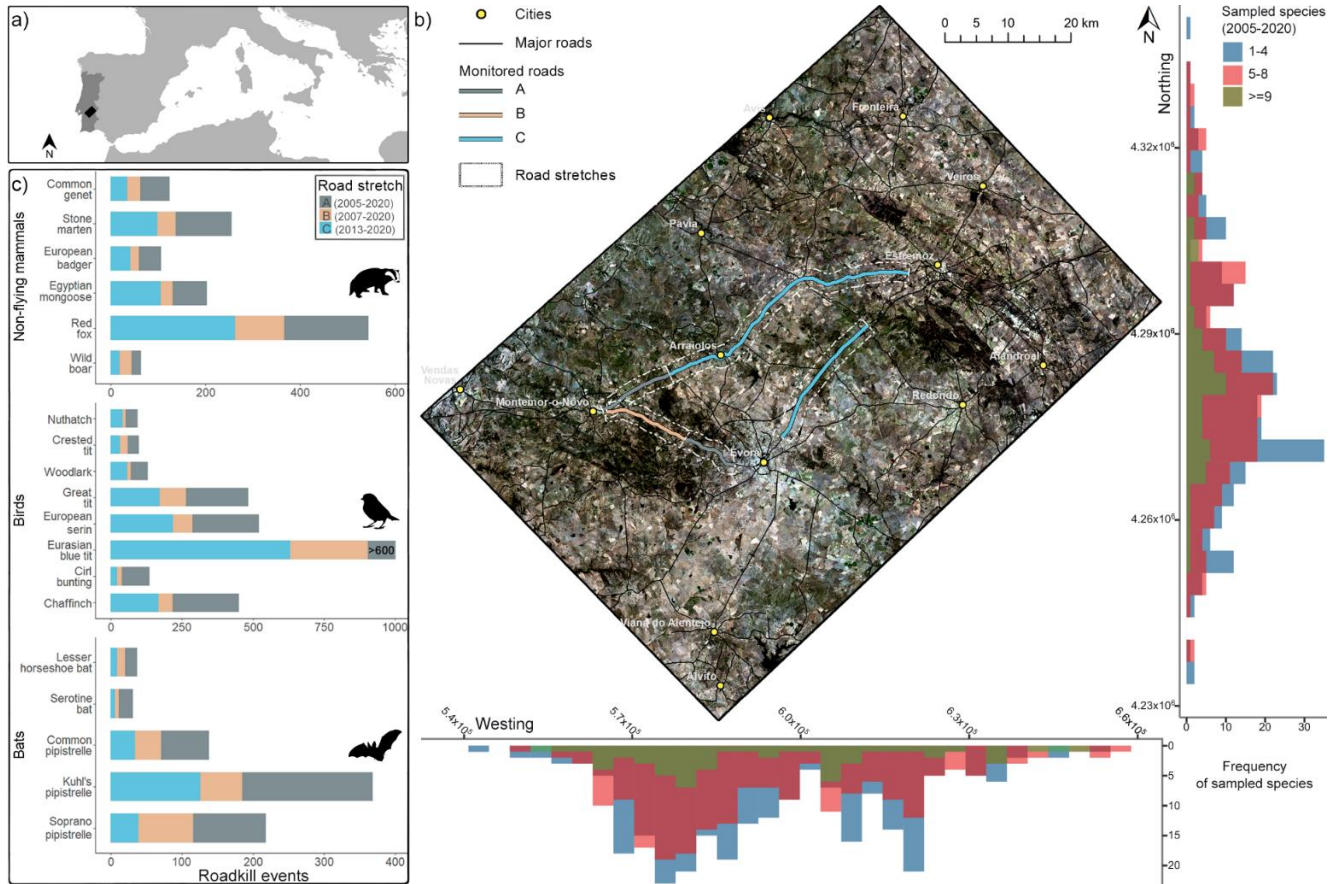 a)
N
b)
Cities
Major roads
Monitored roads
A
B
C
Road stretches
0 5 10 20 km
N
Avis
Fronteira
Veiros
Pavia
Estremoz
Arraiolos
Alandroal
Vendas
Novas
Montemor-o-Novo
Redondo
Évora
Viana do Alentejo
Alvito
Sampled species
(2005-2020)
1-4
5-8
>=9
Northing
4.32x10⁶
4.29x10⁶
4.26x10⁶
4.23x10⁶
0 10 20 30
Westing
5.4x10⁵
5.7x10⁵
6.0x10⁵
6.3x10⁵
6.6x10⁵
0
5
10
15
20
Frequency
of sampled species
c)
Road stretch
A (2005-2020)
B (2007-2020)
C (2013-2020)
Non-flying mammals
Common
genet
Stone
marten
European
badger
Egyptian
mongoose
Red
fox
Wild
boar
0 200 400 600
Birds
Nuthatch
Crested
tit
Woodlark
Great
tit
European
serin
Eurasian
blue tit
>600
Cirl
bunting
Chaffinch
0 250 500 750 1000
Bats
Lesser
horseshoe bat
Serotine
bat
Common
pipistrelle
Kuhl's
pipistrelle
Soprano
pipistrelle
0 100 200 300 400
Roadkill events